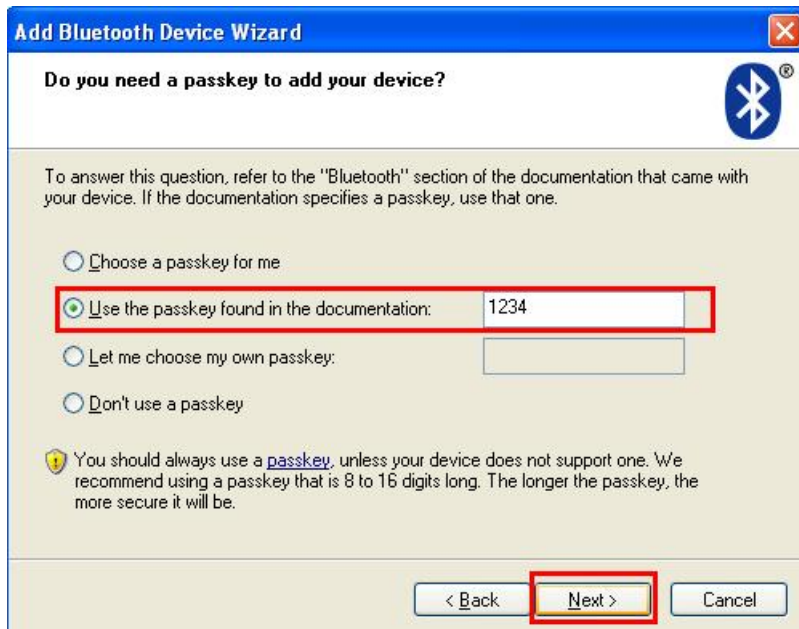 Add Bluetooth Device Wizard
Do you need a passkey to add your device?
®
To answer this question, refer to the "Bluetooth" section of the documentation that came with
your device. If the documentation specifies a passkey, use that one.
Choose a passkey for me
Use the passkey found in the documentation: 1234
Let me choose my own passkey:
Don't use a passkey
You should always use a passkey, unless your device does not support one. We
recommend using a passkey that is 8 to 16 digits long. The longer the passkey, the
more secure it will be.
< Back Next > Cancel